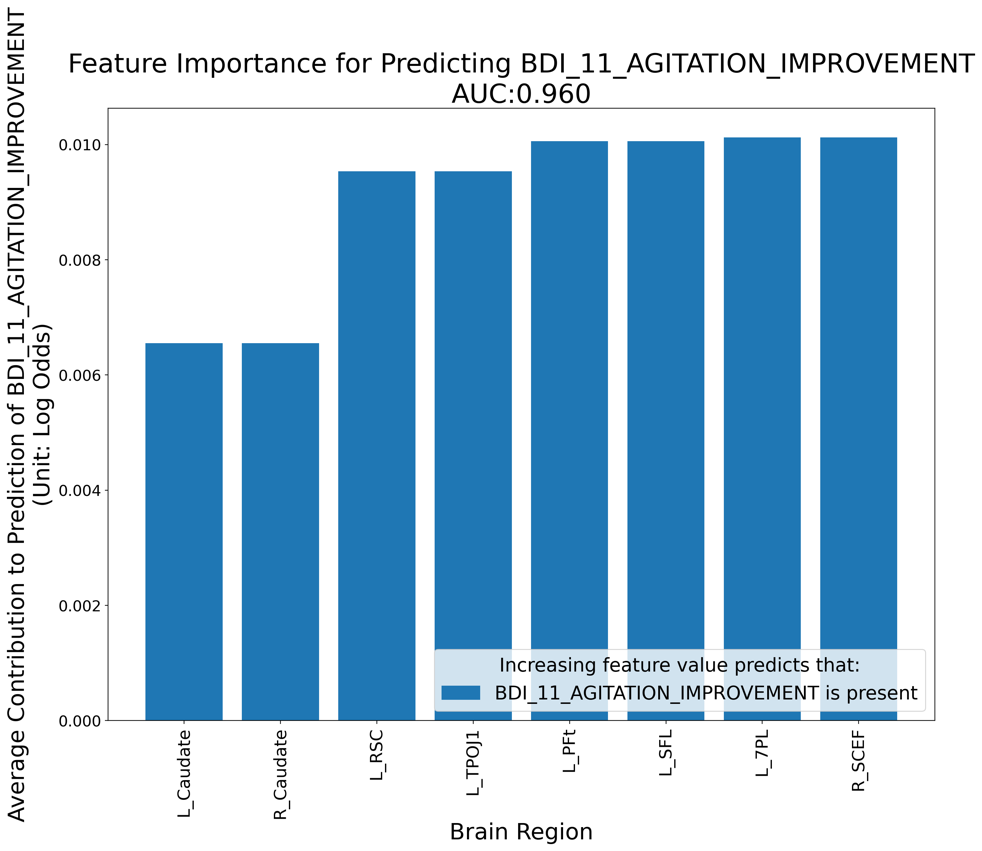 Feature Importance for Predicting BDI_11_AGITATION_IMPROVEMENT
AUC:0.960
Average Contribution to Prediction of BDI_11_AGITATION_IMPROVEMENT
(Unit: Log Odds)
0.010
0.008
0.006
0.004
0.002
0.000
Increasing feature value predicts that:
BDI_11_AGITATION_IMPROVEMENT is present
L_Caudate
R_Caudate
L_RSC
L_TPOJ1
L_PFt
L_SFL
L_7PL
R_SCEF
Brain Region